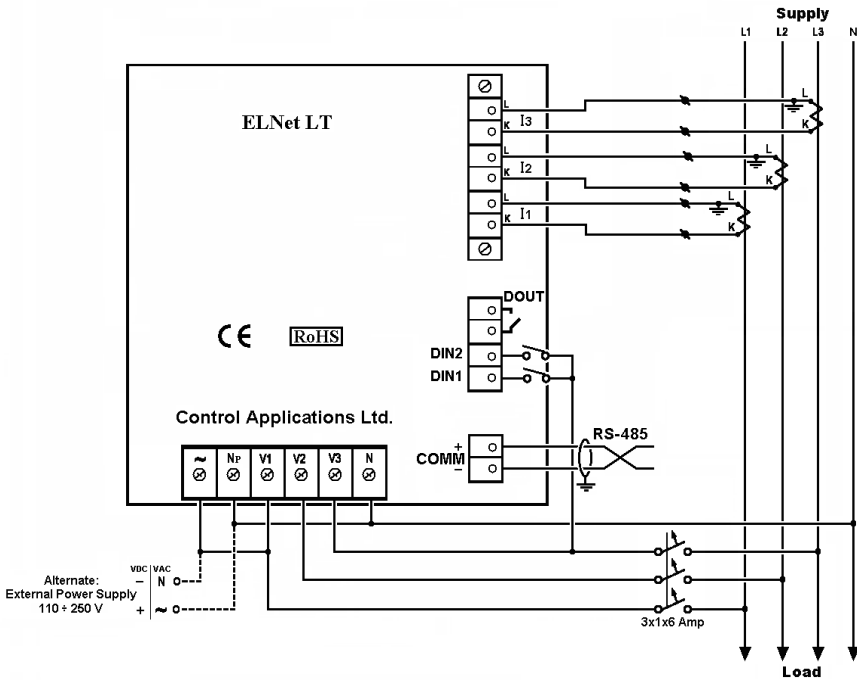 Supply
L1 L2 L3 N
ELNet LT
L
I3
K
L
K
L
I2
K
L
K
L
I1
K
L
K
DOUT
CE RoHS
DIN2
DIN1
Control Applications Ltd.
RS-485
+
COMM
−
~ NP V1 V2 V3 N
VDC VAC
Alternate: − N
External Power Supply
110 ÷ 250 V + ~
3x1x6 Amp
Load